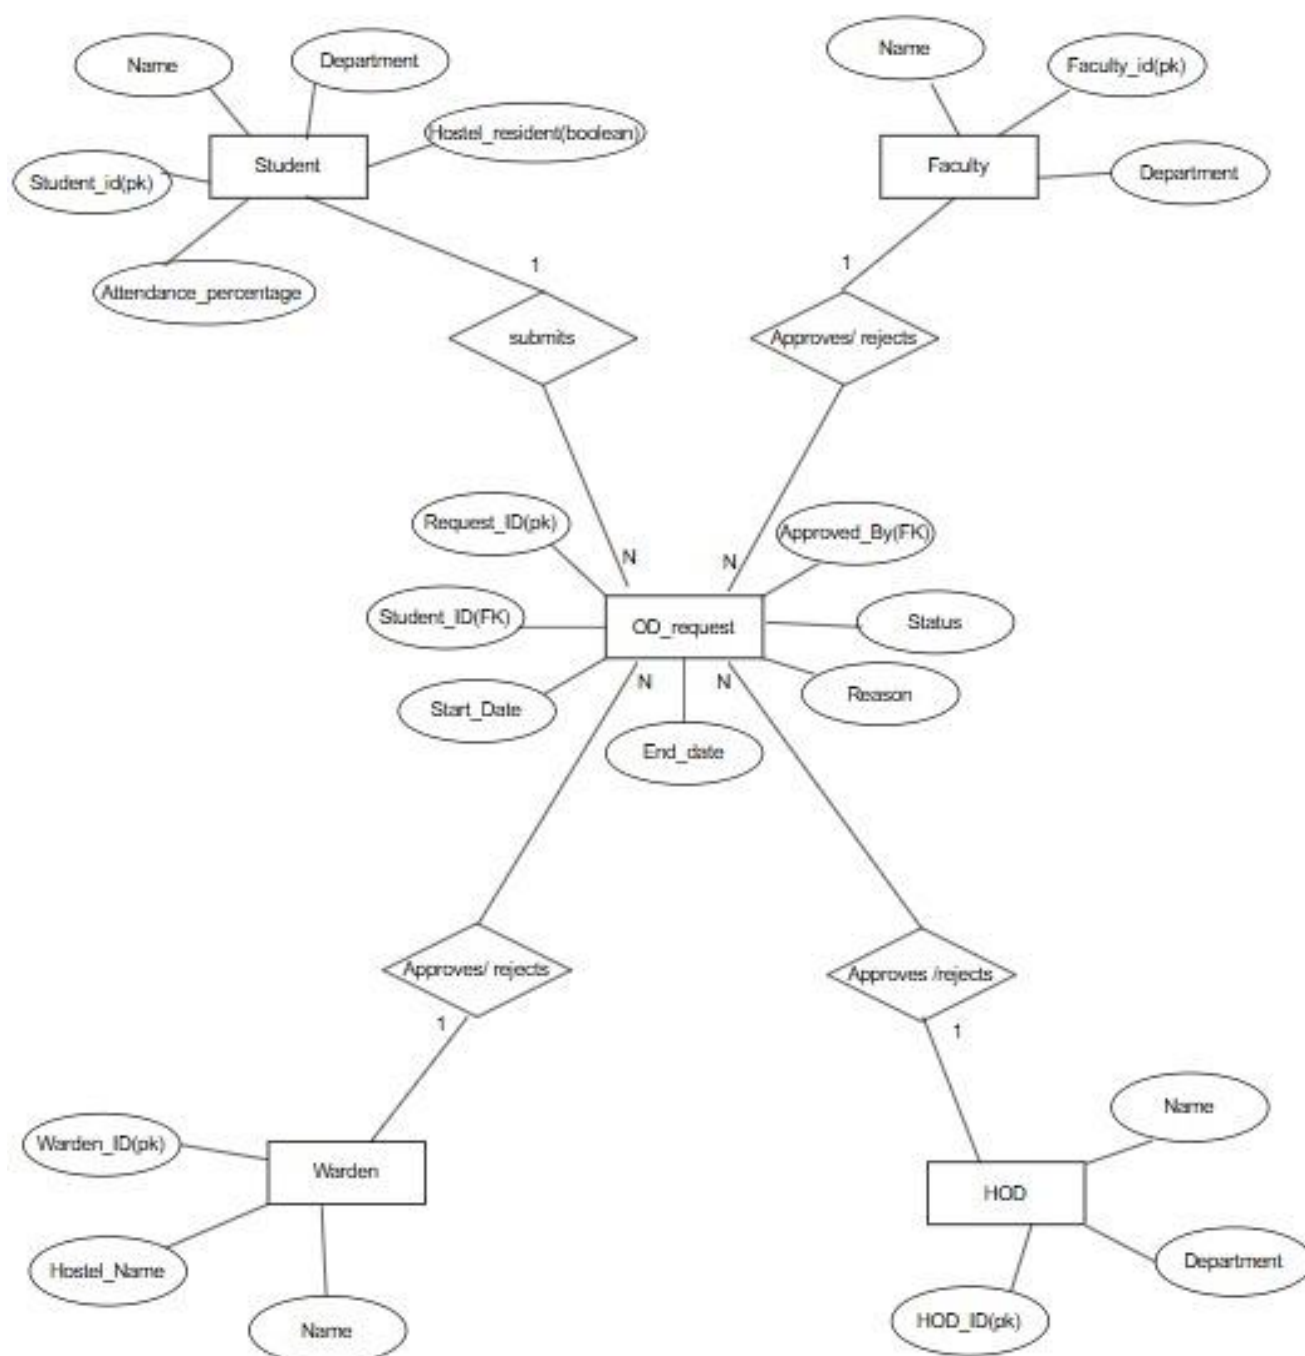 Name
Department
Hostel_resident(boolean)
Student
Student_id(pk)
Attendance_percentage
Name
Faculty_id(pk)
Faculty
Department
1
submits
1
Approves/ rejects
Request_ID(pk)
N
N
Approved_By(FK)
Student_ID(FK)
OD_request
Status
Start_Date
N
N
Reason
End_date
Approves/ rejects
1
Approves /rejects
1
Warden_ID(pk)
Warden
Hostel_Name
Name
Name
HOD
Department
HOD_ID(pk)